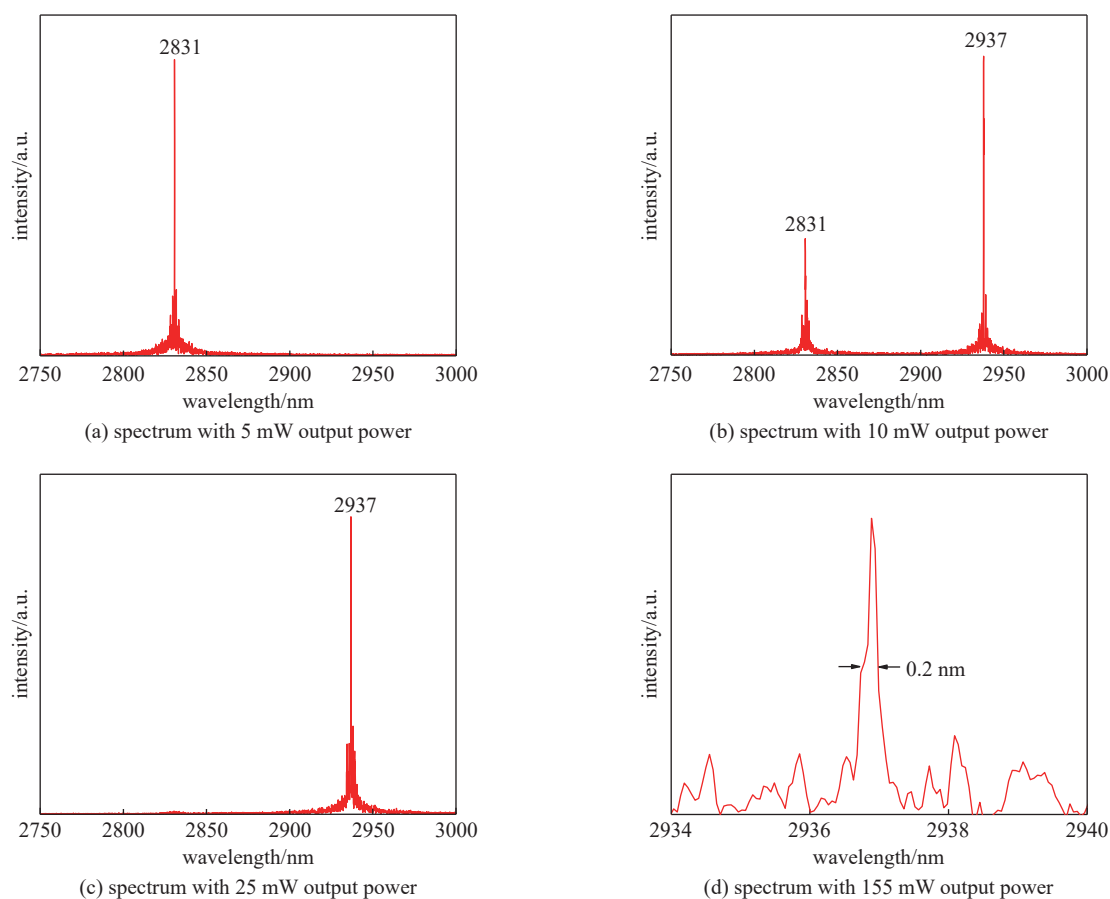 2831
intensity/a.u.
2750 2800 2850 2900 2950 3000
wavelength/nm
(a) spectrum with 5 mW output power
2937
2831
intensity/a.u.
2750 2800 2850 2900 2950 3000
wavelength/nm
(b) spectrum with 10 mW output power
2937
intensity/a.u.
2750 2800 2850 2900 2950 3000
wavelength/nm
(c) spectrum with 25 mW output power
0.2 nm
intensity/a.u.
2934 2936 2938 2940
wavelength/nm
(d) spectrum with 155 mW output power